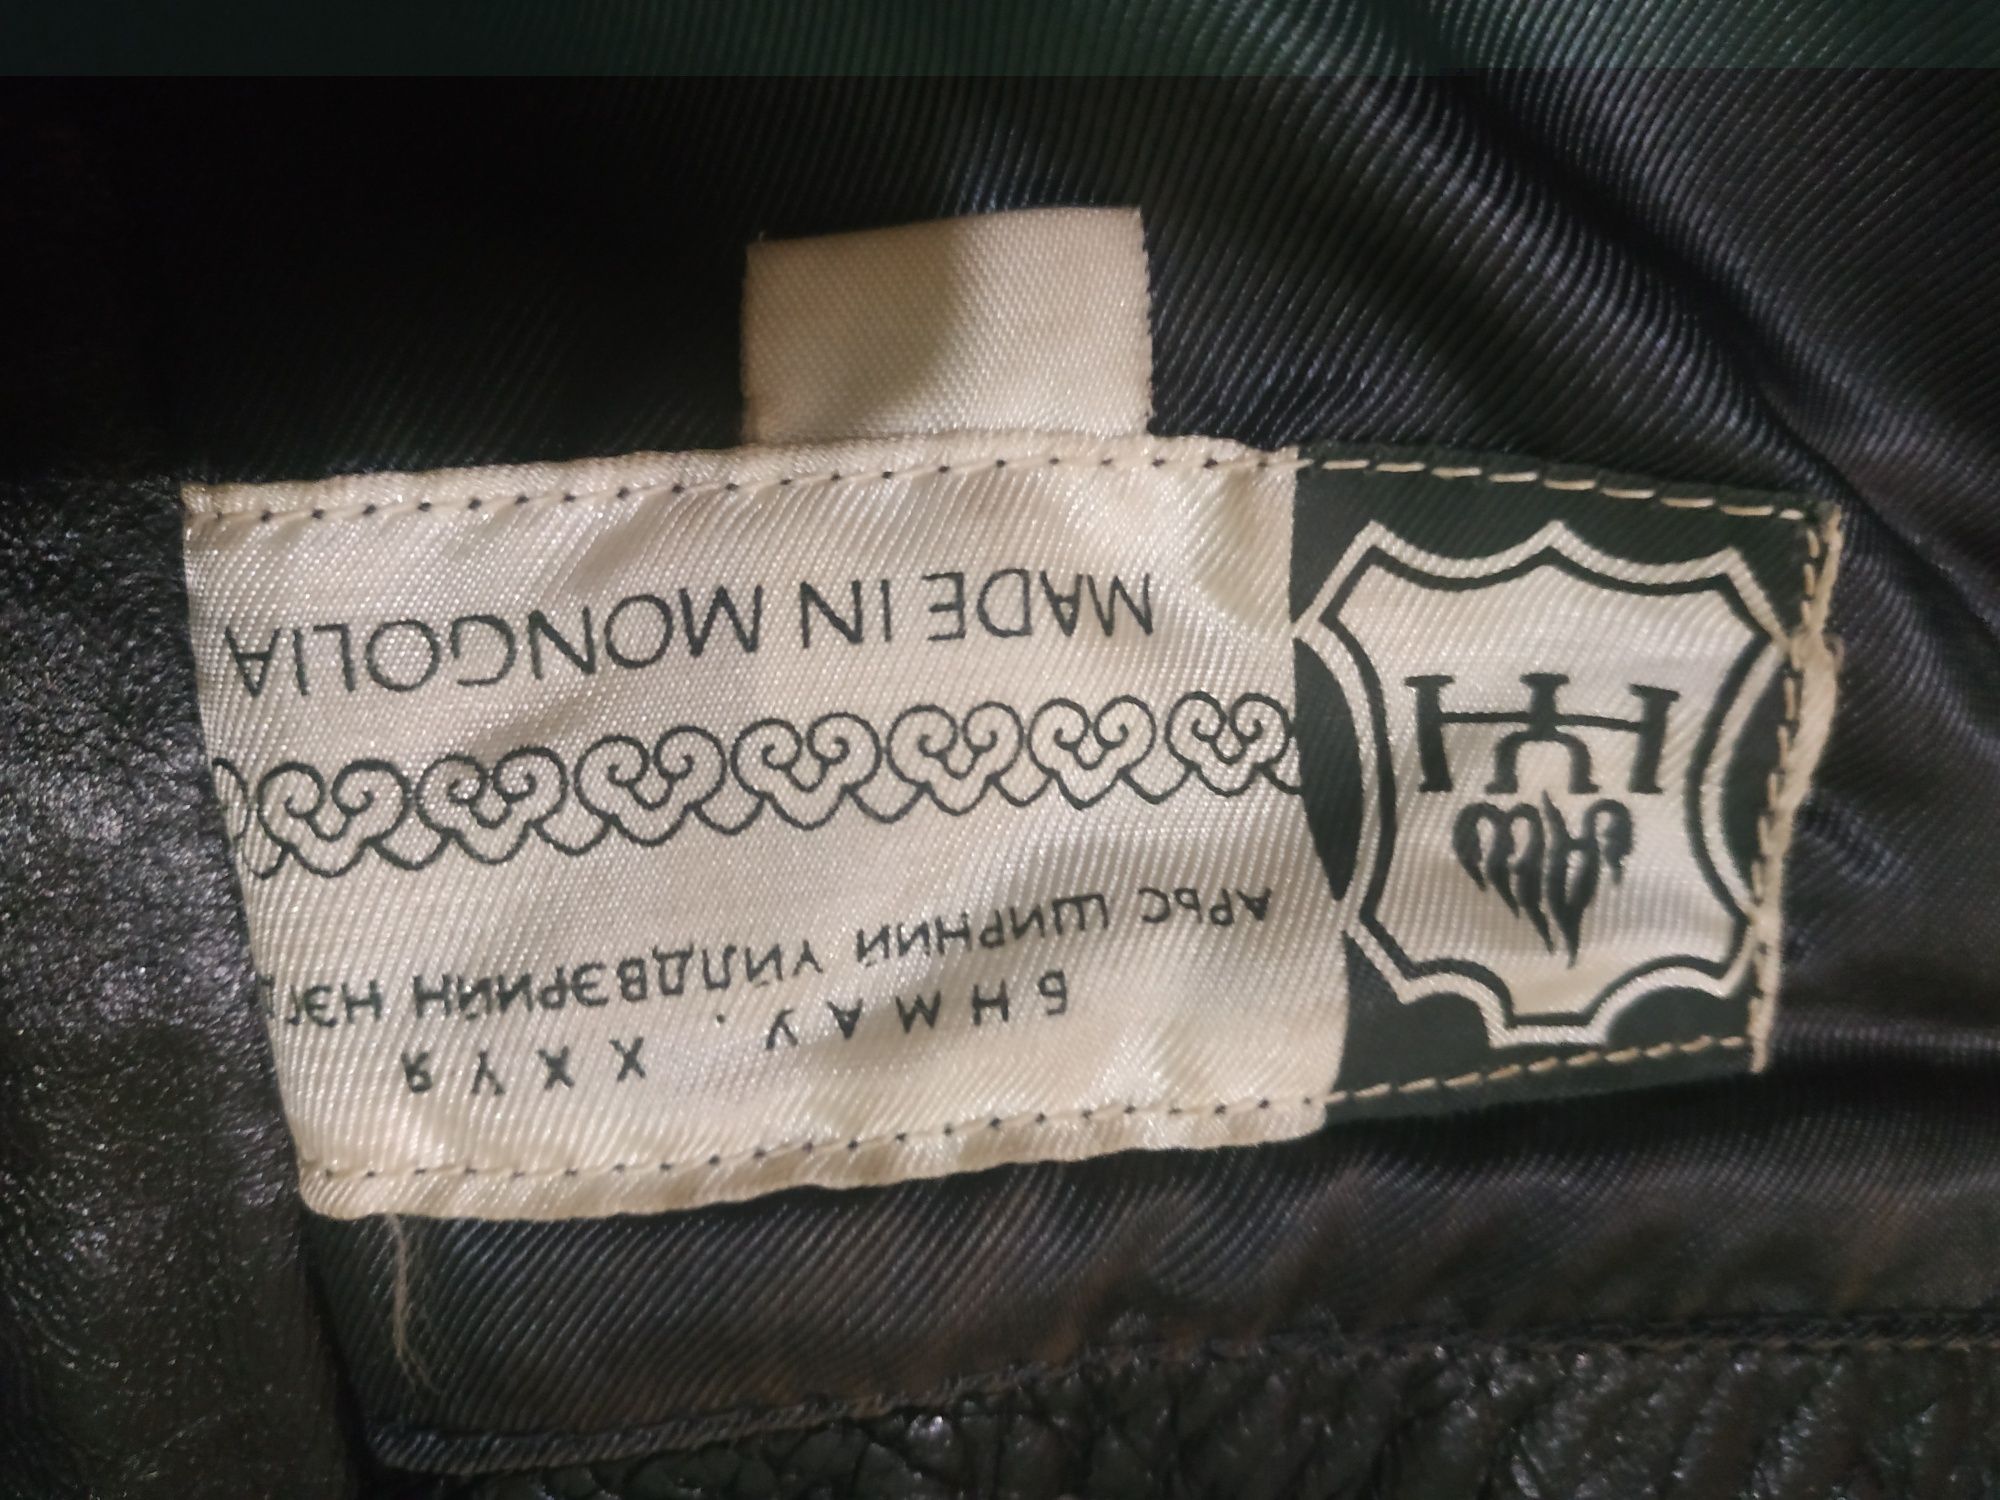 БНМАУ. ХХҮЯ
АРЬС ШИРНИЙ ҮЙЛДВЭРИЙН
MADE IN MONGOLIA